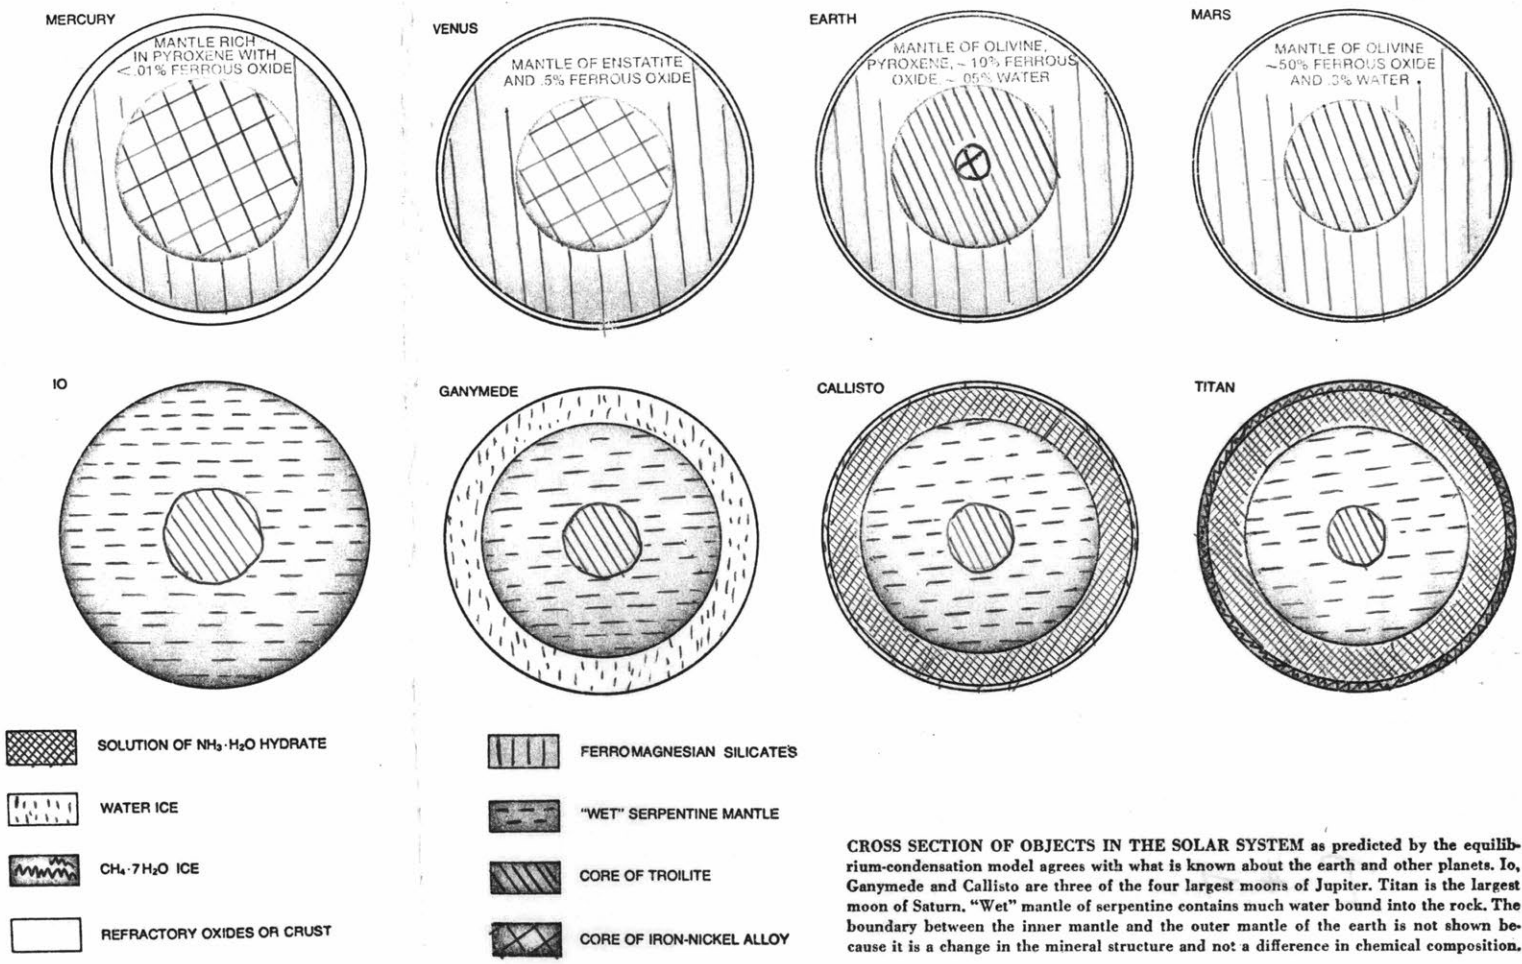 MERCURY
MANTLE RICH
IN PYROXENE WITH
<.01% FERROUS OXIDE
VENUS
MANTLE OF ENSTATITE
AND .5% FERROUS OXIDE
EARTH
MANTLE OF OLIVINE,
PYROXENE, ~ 10% FERROUS
OXIDE, ~ .05% WATER
MARS
MANTLE OF OLIVINE
~50% FERROUS OXIDE
AND .3% WATER
IO
GANYMEDE
CALLISTO
TITAN
SOLUTION OF NH₃·H₂O HYDRATE
WATER ICE
CH₄·7H₂O ICE
REFRACTORY OXIDES OR CRUST
FERROMAGNESIAN SILICATES
"WET" SERPENTINE MANTLE
CORE OF TROILITE
CORE OF IRON-NICKEL ALLOY
CROSS SECTION OF OBJECTS IN THE SOLAR SYSTEM as predicted by the equilib-
rium-condensation model agrees with what is known about the earth and other planets. Io,
Ganymede and Callisto are three of the four largest moons of Jupiter. Titan is the largest
moon of Saturn. "Wet" mantle of serpentine contains much water bound into the rock. The
boundary between the inner mantle and the outer mantle of the earth is not shown be-
cause it is a change in the mineral structure and not a difference in chemical composition.